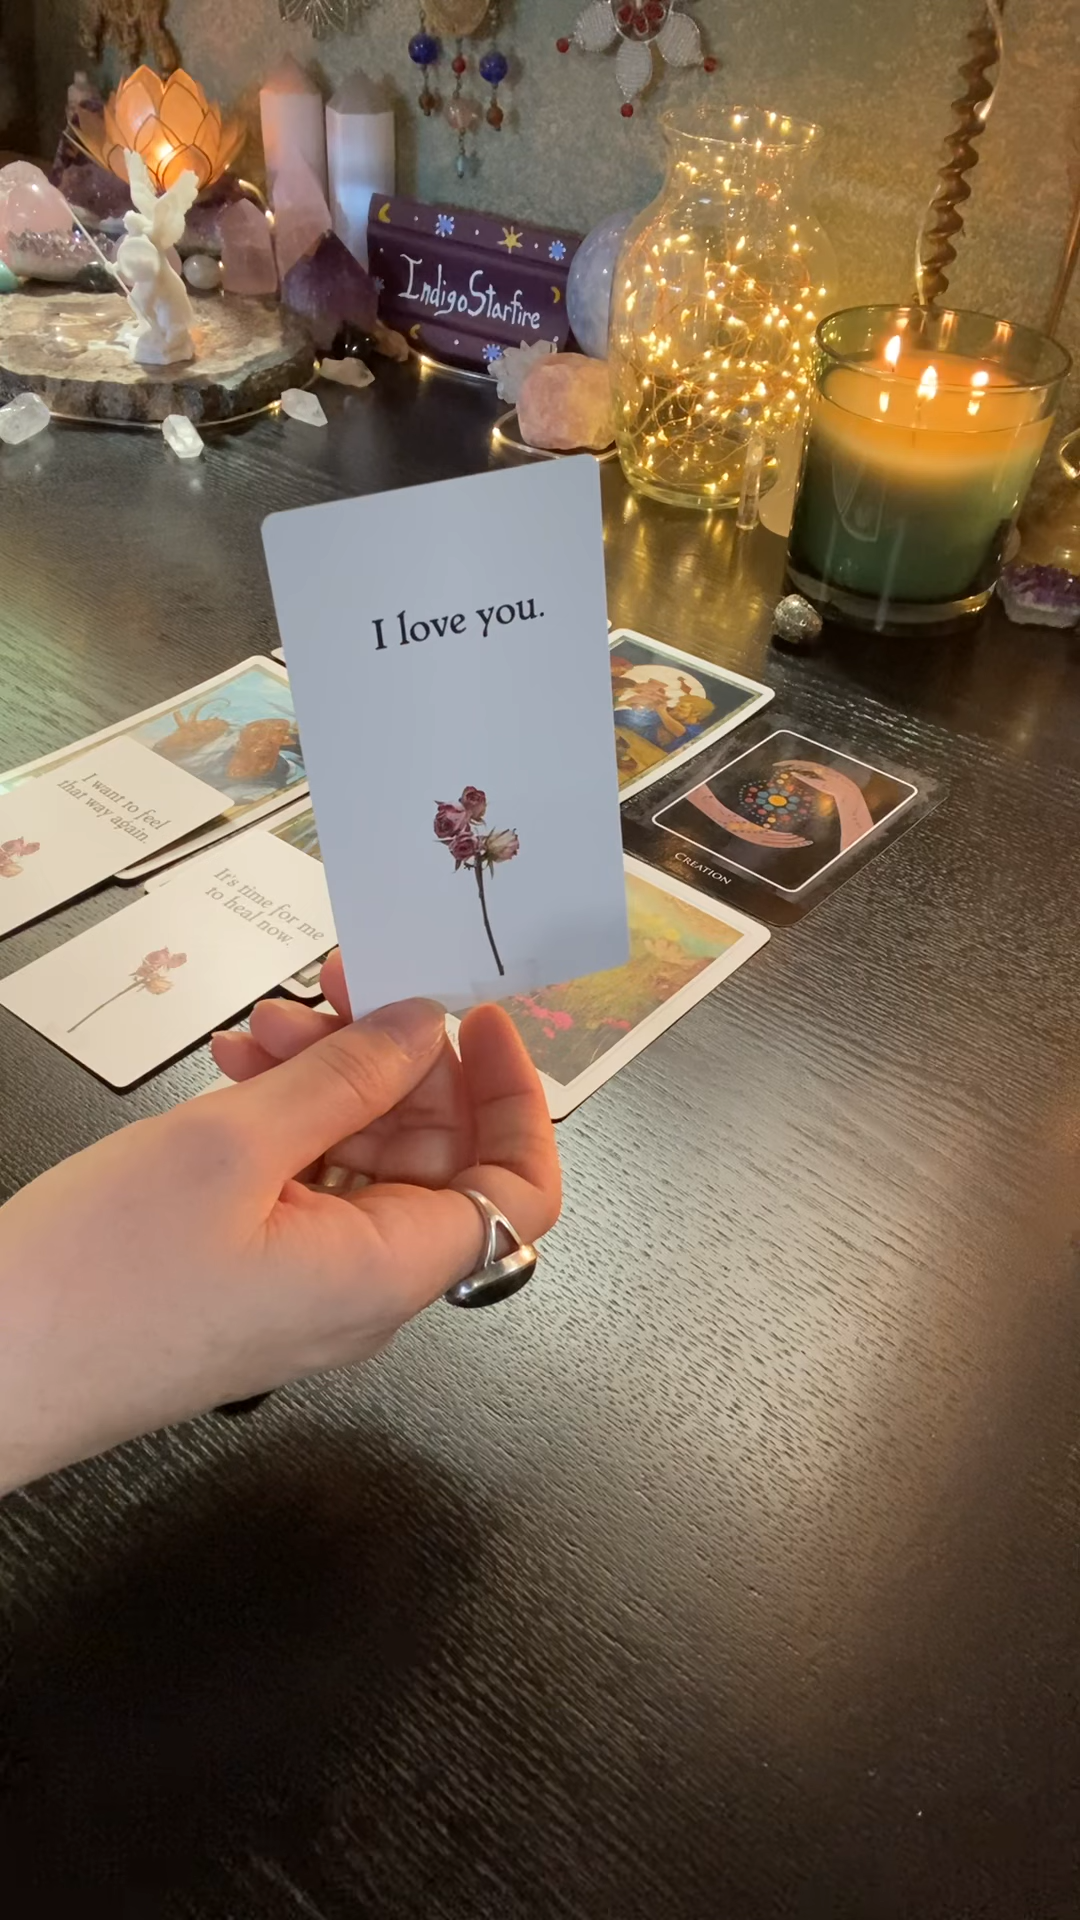 IndigoStarfire
I love you.
I want to feel
that way again.
It's time for me
to heal now.
CREATION